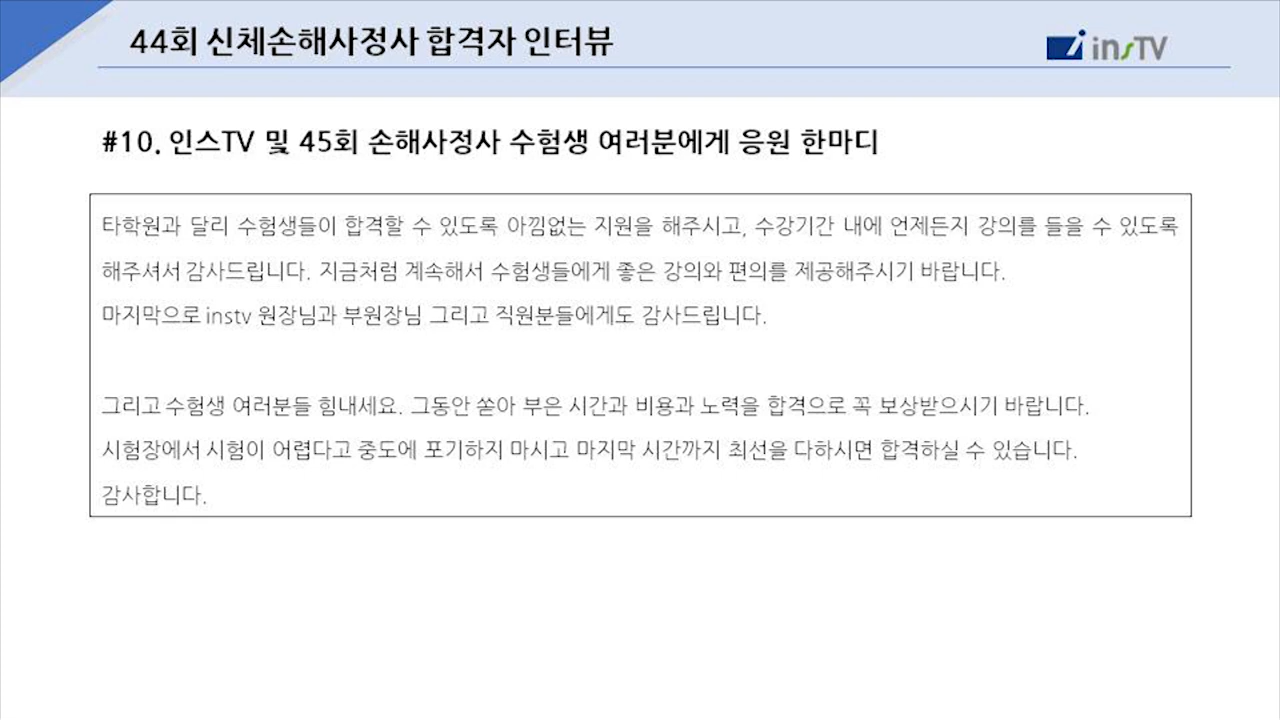 44회 신체손해사정사 합격자 인터뷰
insTV
#10. 인스TV 및 45회 손해사정사 수험생 여러분에게 응원 한마디
타학원과 달리 수험생들이 합격할 수 있도록 아낌없는 지원을 해주시고, 수강기간 내에 언제든지 강의를 들을 수 있도록
해주셔서 감사드립니다. 지금처럼 계속해서 수험생들에게 좋은 강의와 편의를 제공해주시기 바랍니다.
마지막으로 instv 원장님과 부원장님 그리고 직원분들에게도 감사드립니다.
그리고 수험생 여러분들 힘내세요. 그동안 쏟아 부은 시간과 비용과 노력을 합격으로 꼭 보상받으시기 바랍니다.
시험장에서 시험이 어렵다고 중도에 포기하지 마시고 마지막 시간까지 최선을 다하시면 합격하실 수 있습니다.
감사합니다.